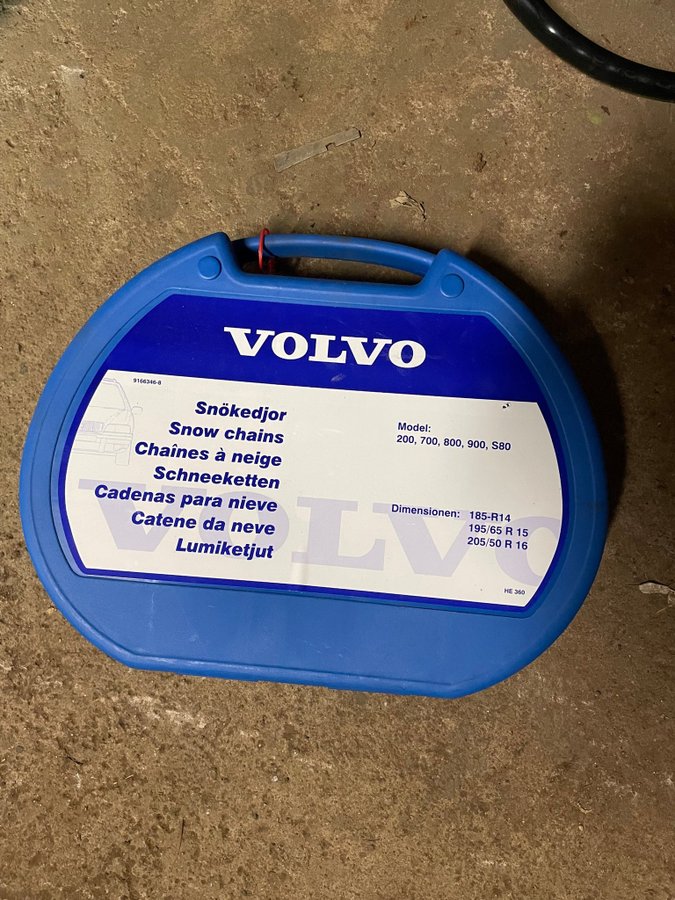 VOLVO
9166346-8
Snökedjor
Snow chains
Chaînes à neige
Schneeketten
Cadenas para nieve
Catene da neve
Lumiketjut
Model:
200, 700, 800, 900, S80
Dimensionen: 185-R14
195/65 R 15
205/50 R 16
VOLVO
HE 360